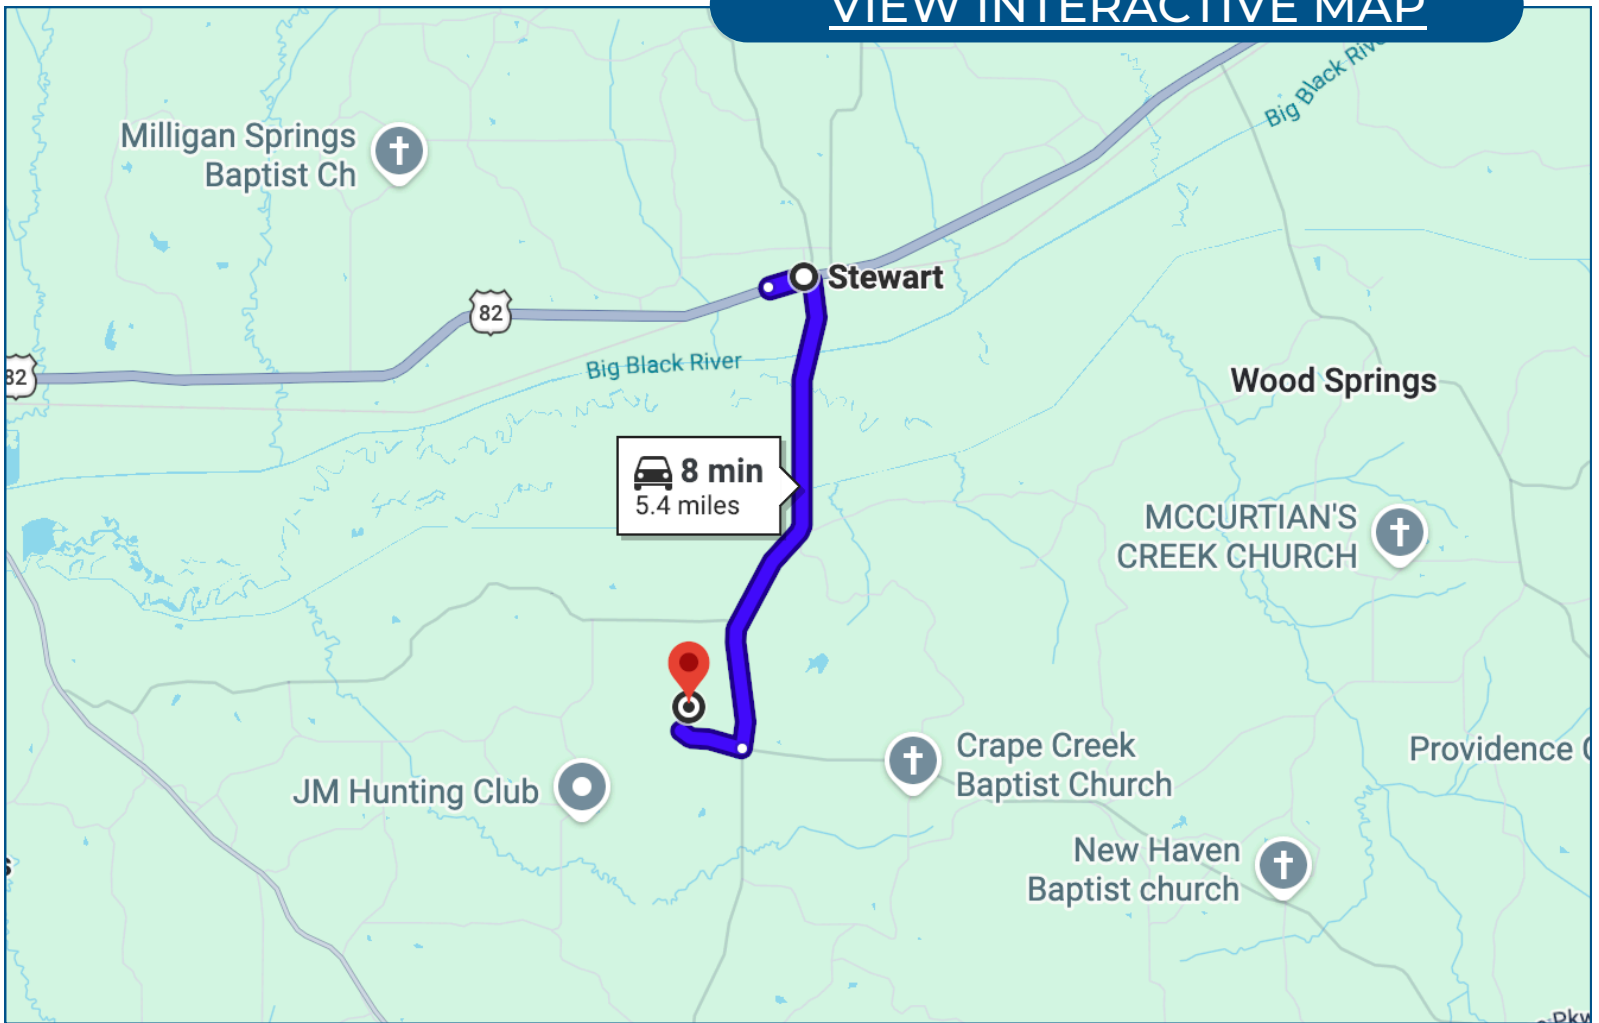 VIEW INTERACTIVE MAP
Big Black River
Milligan Springs
Baptist Ch
Stewart
82
82
Big Black River
Wood Springs
8 min
5.4 miles
MCCURTIAN'S
CREEK CHURCH
JM Hunting Club
Crape Creek
Baptist Church
Providence
New Haven
Baptist church
s
Pkw